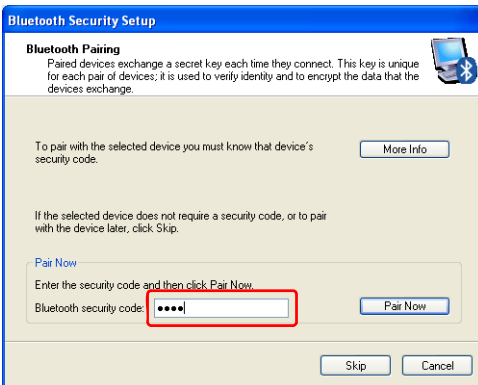 Bluetooth Security Setup
Bluetooth Pairing
Paired devices exchange a secret key each time they connect. This key is unique
for each pair of devices; it is used to verify identity and to encrypt the data that the
devices exchange.
To pair with the selected device you must know that device's
security code.
More Info
If the selected device does not require a security code, or to pair
with the device later, click Skip.
Pair Now
Enter the security code and then click Pair Now.
Bluetooth security code: ●●●●
Pair Now
Skip Cancel